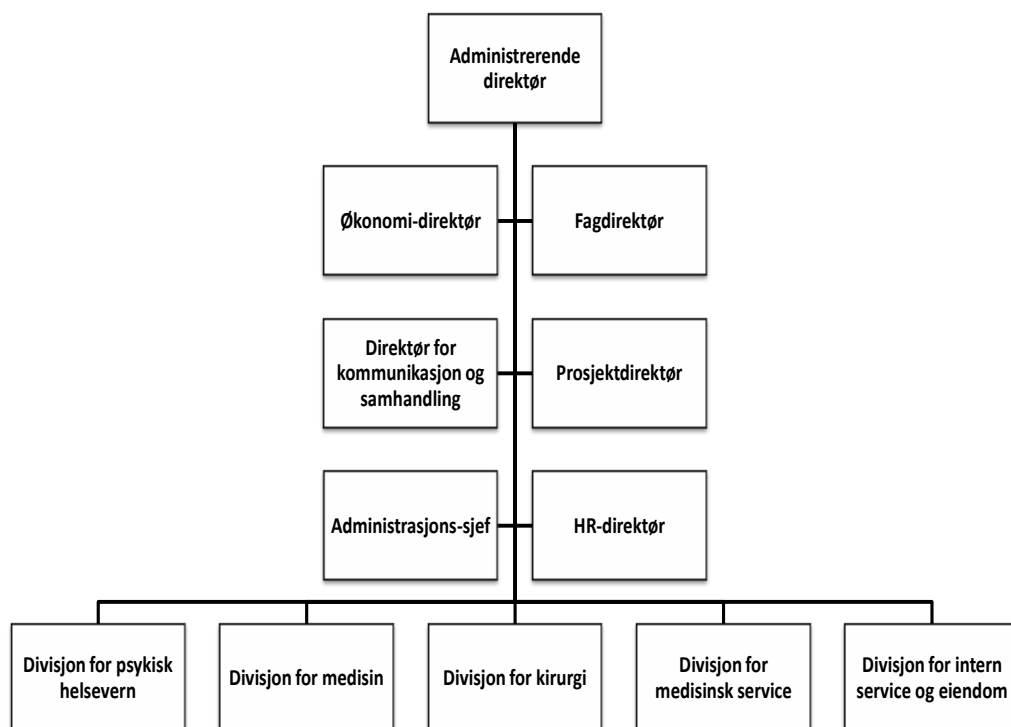 Administrerende
direktør
Økonomi-direktør
Fagdirektør
Direktør for
kommunikasjon og
samhandling
Prosjektdirektør
Administrasjons-sjef
HR-direktør
Divisjon for psykisk
helsevern
Divisjon for medisin
Divisjon for kirurgi
Divisjon for
medisinsk service
Divisjon for intern
service og eiendom